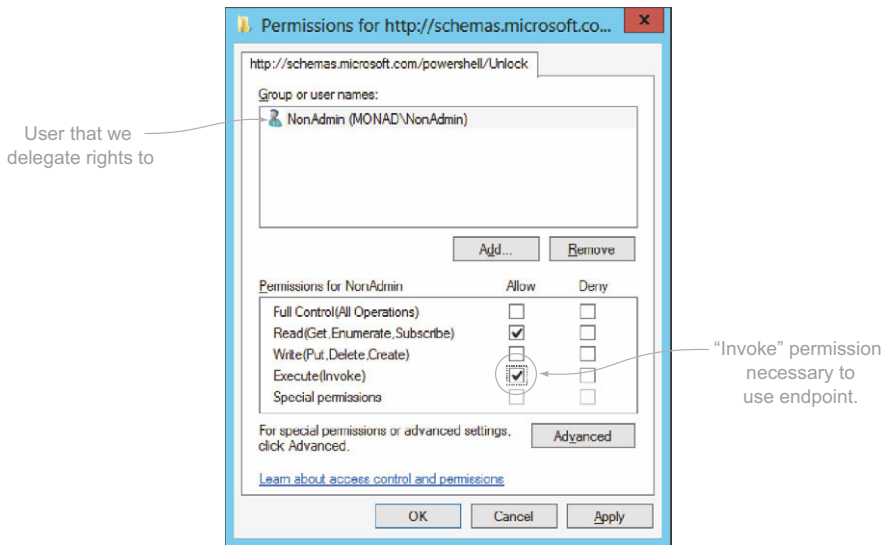 Permissions for http://schemas.microsoft.co...
x
http://schemas.microsoft.com/powershell/Unlock
Group or user names:
NonAdmin (MONAD\NonAdmin)
User that we
delegate rights to
Add...
Remove
Permissions for NonAdmin
Allow
Deny
Full Control(All Operations)
Read(Get,Enumerate,Subscribe)
Write(Put,Delete,Create)
Execute(Invoke)
Special permissions
“Invoke” permission
necessary to
use endpoint.
For special permissions or advanced settings,
click Advanced.
Advanced
Learn about access control and permissions
OK
Cancel
Apply